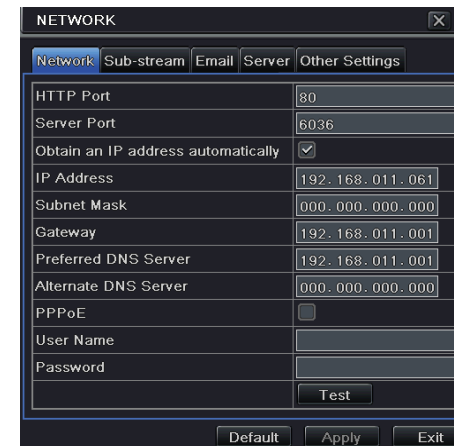 NETWORK
Network Sub-stream Email Server Other Settings
HTTP Port 80
Server Port 6036
Obtain an IP address automatically
IP Address 192.168.011.061
Subnet Mask 000.000.000.000
Gateway 192.168.011.001
Preferred DNS Server 192.168.011.001
Alternate DNS Server 000.000.000.000
PPPoE
User Name
Password
Test
Default Apply Exit